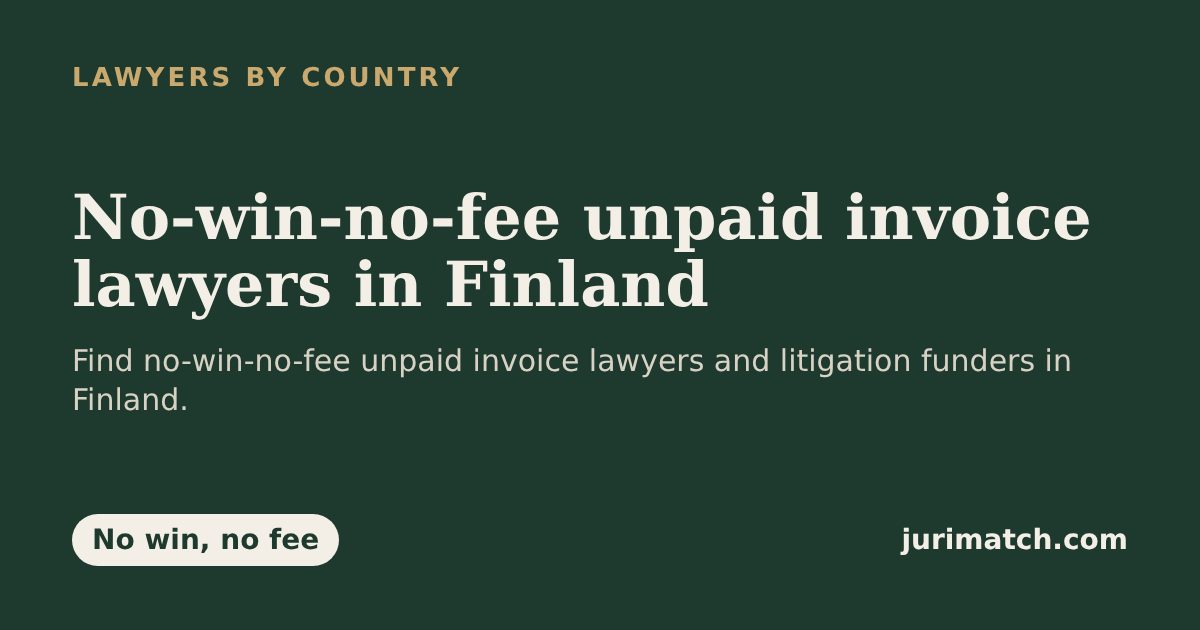 LAWYERS BY COUNTRY
No-win-no-fee unpaid invoice
lawyers in Finland
Find no-win-no-fee unpaid invoice lawyers and litigation funders in
Finland.
No win, no fee
jurimatch.com